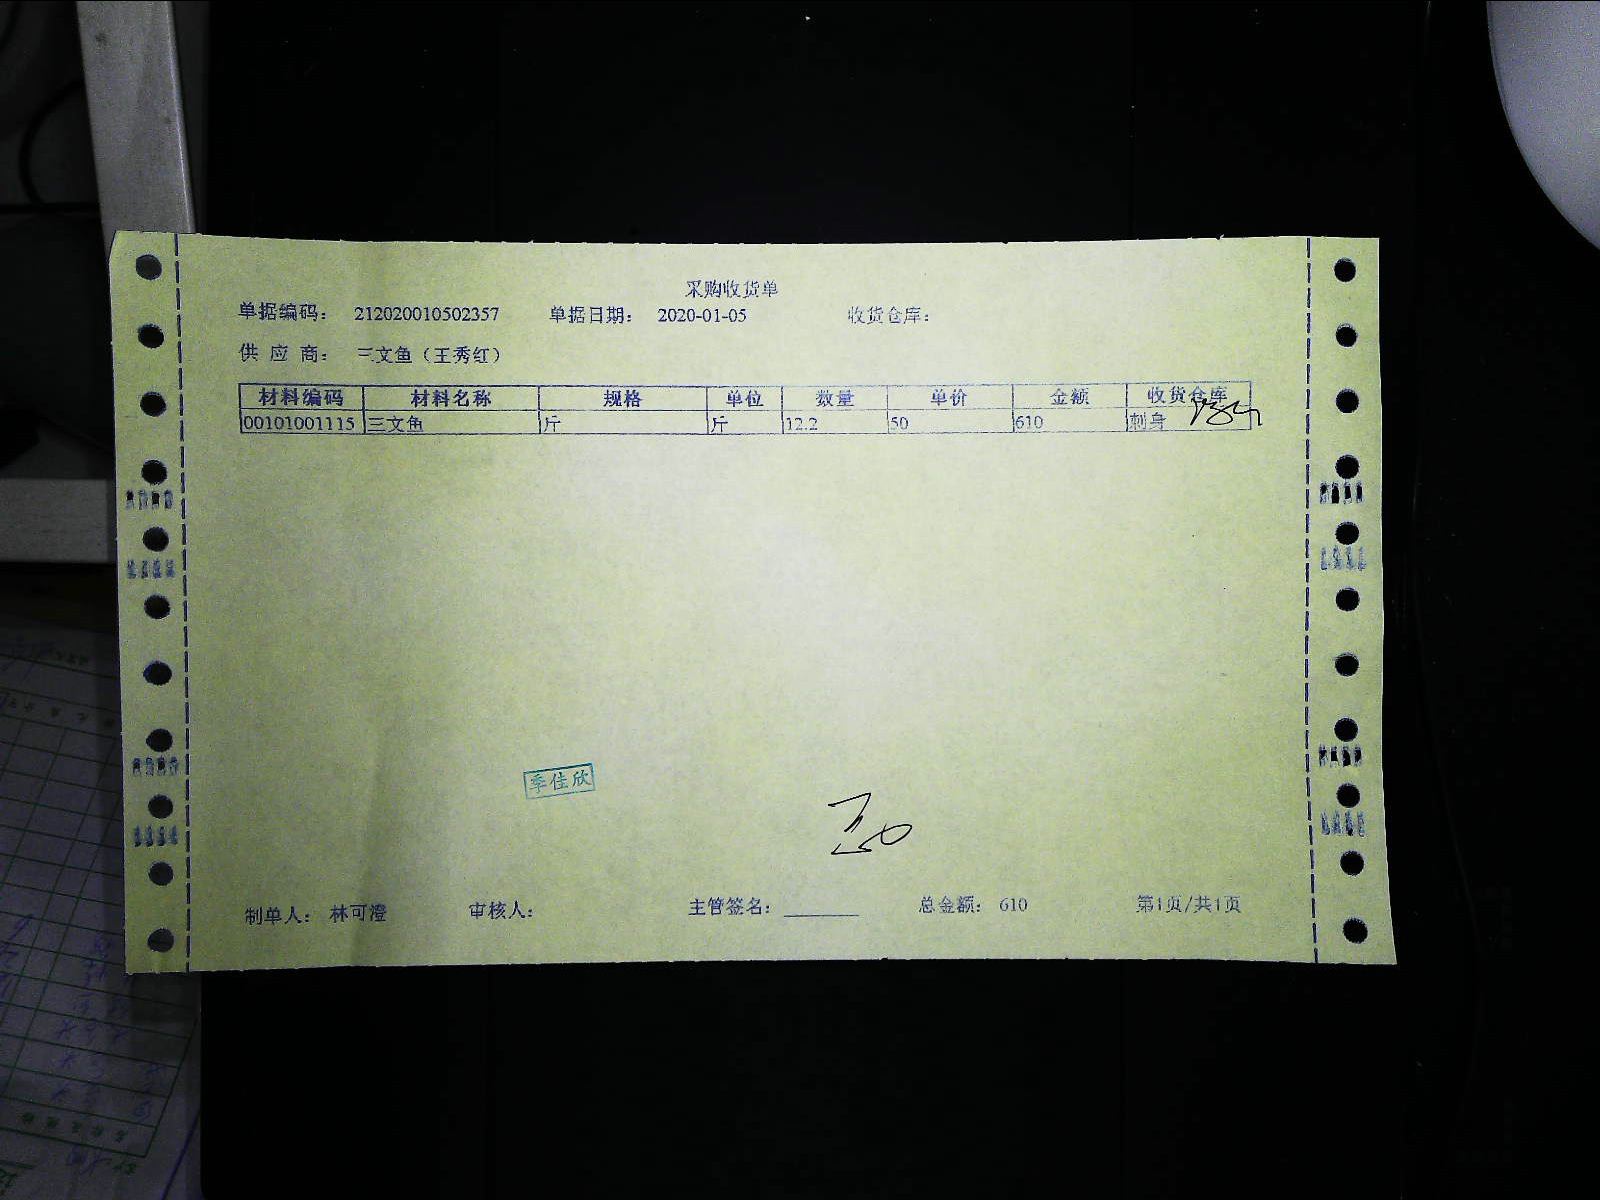 采购收货单
单据编码： 212020010502357 单据日期： 2020-01-05 收货仓库：
供 应 商： 三文鱼（王秀红）
材料编码 材料名称 规格 单位 数量 单价 金额 收货仓库
00101001115 三文鱼 斤 斤 12.2 50 610 刺身
季佳欣
制单人： 林可澄 审核人： 主管签名： 总金额： 610 第1页/共1页